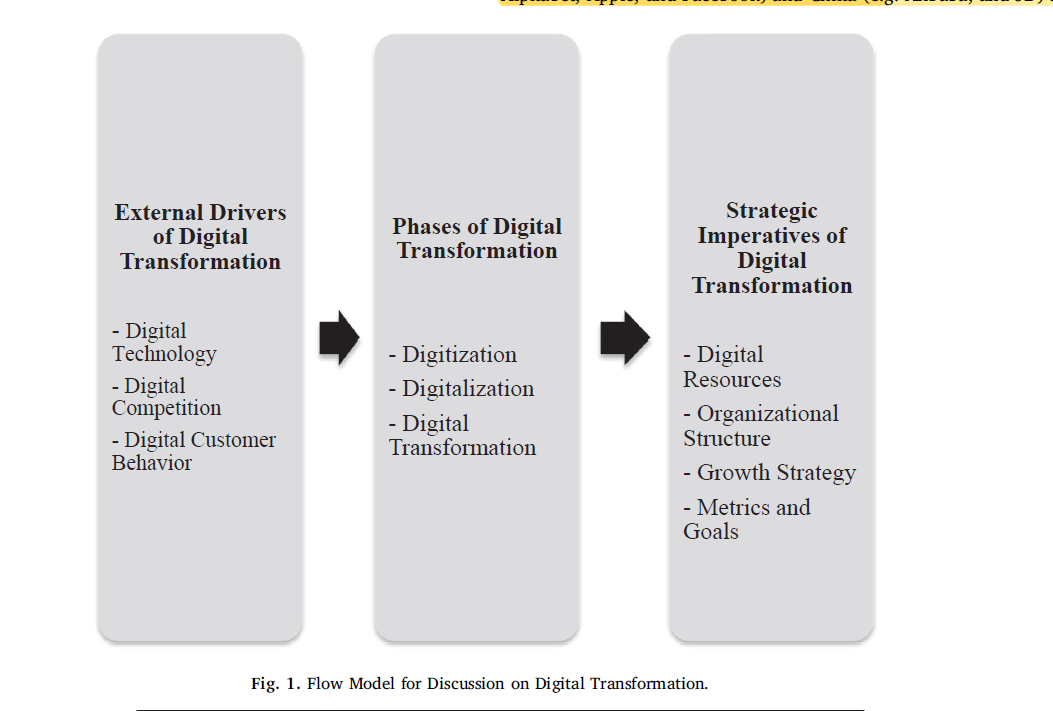 External Drivers
of Digital
Transformation
- Digital
Technology
- Digital
Competition
- Digital Customer
Behavior
Phases of Digital
Transformation
- Digitization
- Digitalization
- Digital
Transformation
Strategic
Imperatives of
Digital
Transformation
- Digital
Resources
- Organizational
Structure
- Growth Strategy
- Metrics and
Goals
Fig. 1. Flow Model for Discussion on Digital Transformation.